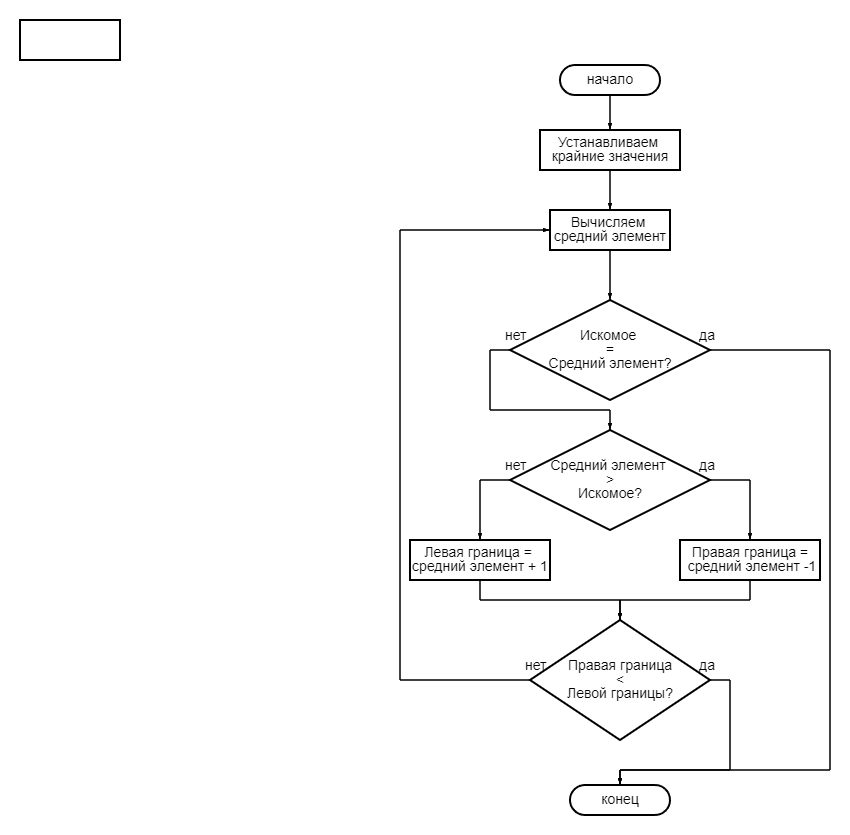 начало
Устанавливаем
крайние значения
Вычисляем
средний элемент
нет
Искомое
да
=
Средний элемент?
нет
Средний элемент
да
>
Искомое?
Левая граница =
средний элемент + 1
Правая граница =
средний элемент -1
нет
Правая граница
да
<
Левой границы?
конец